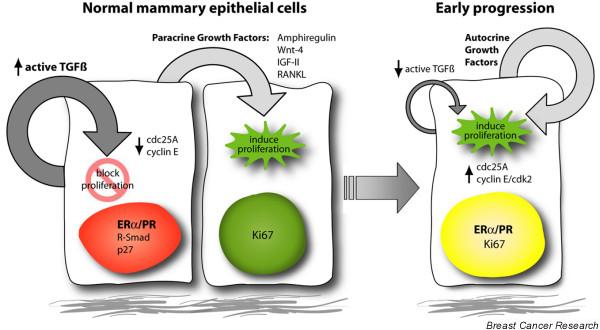 Normal mammary epithelial cells
Early progression
active TGFß
Paracrine Growth Factors:
Amphiregulin
Wnt-4
IGF-II
RANKL
cdc25A
cyclin E
block
proliferation
ERα/PR
R-Smad
p27
induce
proliferation
Ki67
active TGFß
Autocrine
Growth
Factors
induce
proliferation
cdc25A
cyclin E/cdk2
ERα/PR
Ki67
Breast Cancer Research